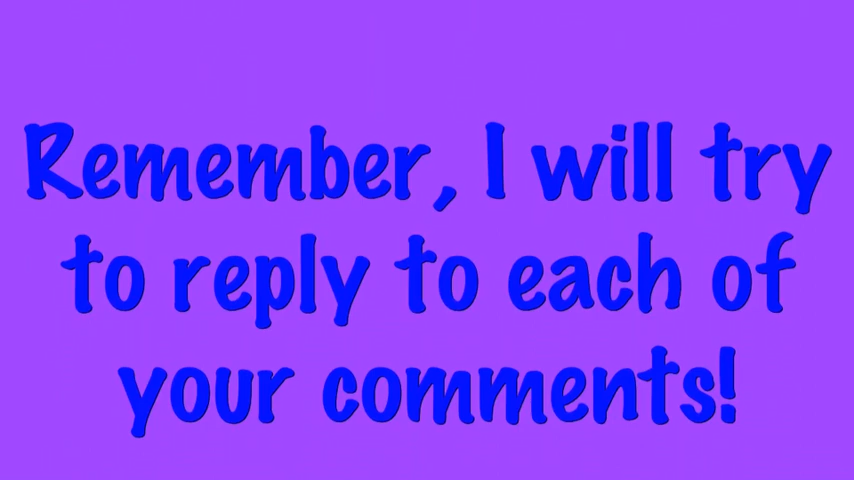 Remember, I will try
to reply to each of
your comments!